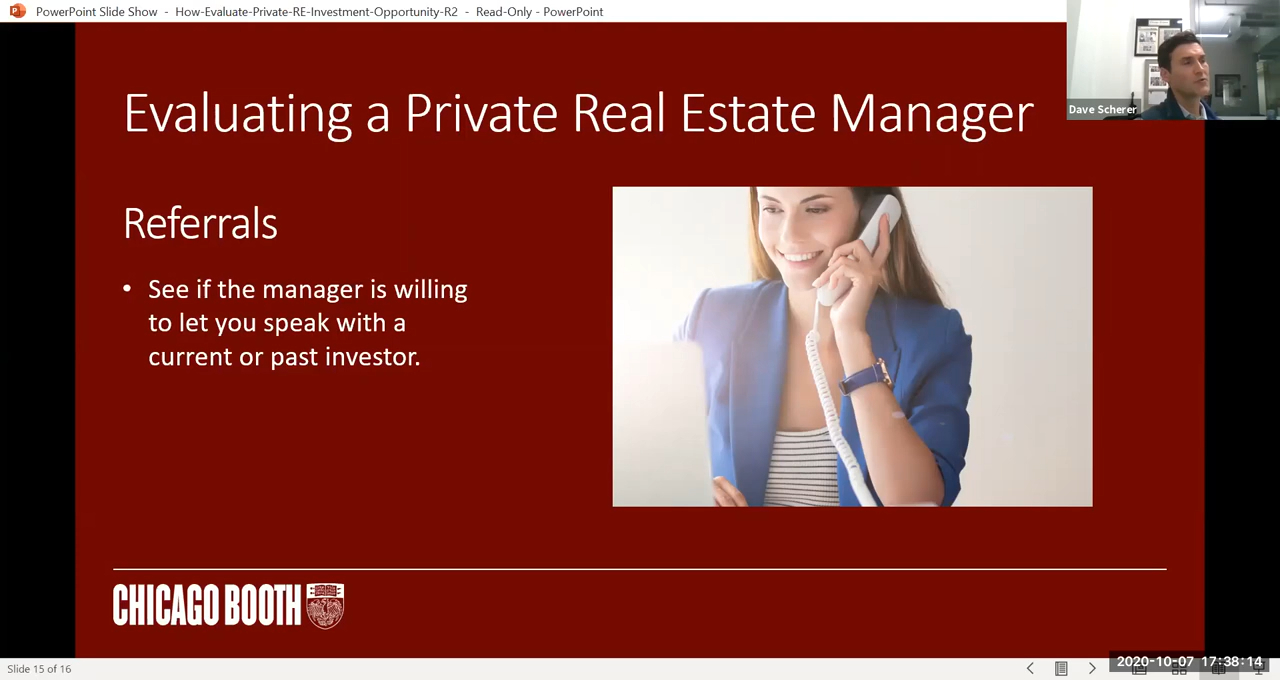 PowerPoint Slide Show - How-Evaluate-Private-RE-Investment-Opportunity-R2 - Read-Only - PowerPoint
Dave Scherer
Evaluating a Private Real Estate Manager
Referrals
• See if the manager is willing
to let you speak with a
current or past investor.
CHICAGO BOOTH
Slide 15 of 16
2020-10-07 17:38:14